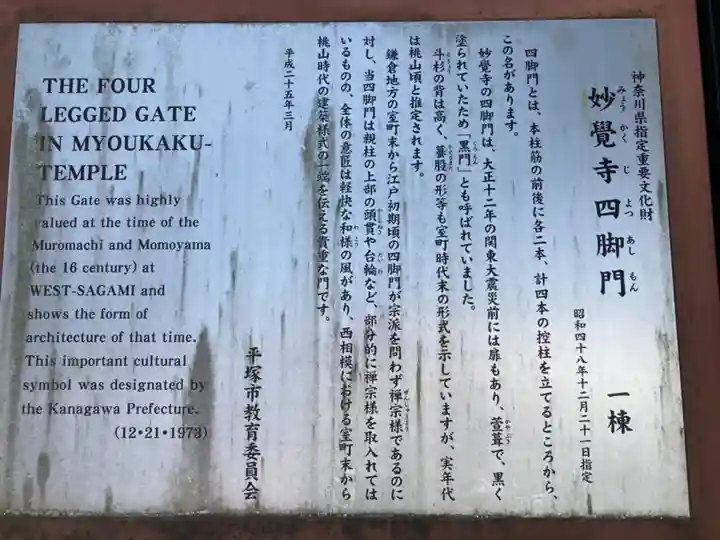 神奈川県指定重要文化財
みょう かく じ よつ あし もん
妙覺寺四脚門 一棟
昭和四十八年十二月二十一日指定
四脚門とは、本柱筋の前後に各二本、計四本の控柱を立てるところから、
この名があります。
妙覺寺の四脚門は、大正十二年の関東大震災前には扉もあり、萱葺で、黒く
塗られていたため「黒門」とも呼ばれていました。
斗杉の背は高く、蟇股の形等も室町時代末の形式を示していますが、実年代
は桃山頃と推定されます。
鎌倉地方の室町末から江戸初期頃の四脚門が宗派を問わず禅宗様であるのに
対し、当四脚門は親柱の上部の頭貫や台輪など、部分的に禅宗様を取入れては
いるものの、全体の意匠は軽快な和様の風があり、西相模における室町末から
桃山時代の建築様式の一端を伝える貴重な門です。
平成二十五年三月
平塚市教育委員会
THE FOUR
LEGGED GATE
IN MYOUKAKU-
TEMPLE
This Gate was highly
valued at the time of the
Muromachi and Momoyama
(the 16 century) at
WEST-SAGAMI and
shows the form of
architecture of that time.
This important cultural
symbol was designated by
the Kanagawa Prefecture.
(12・21・1973)